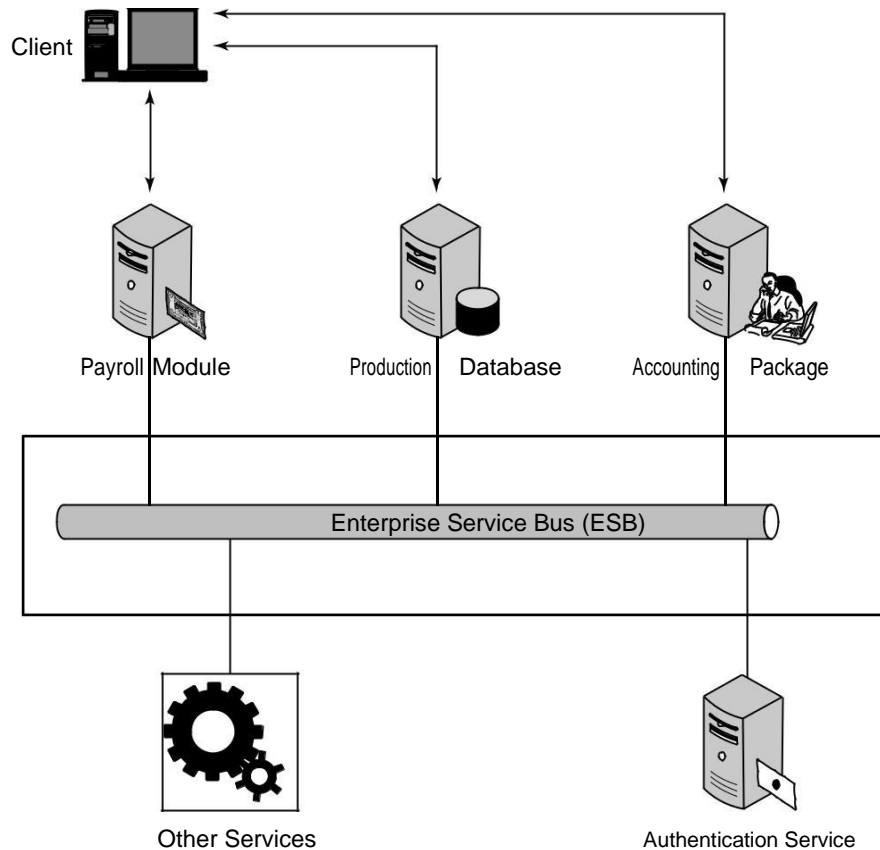 Client
Payroll Module
Production Database
Accounting Package
Enterprise Service Bus (ESB)
Other Services
Authentication Service